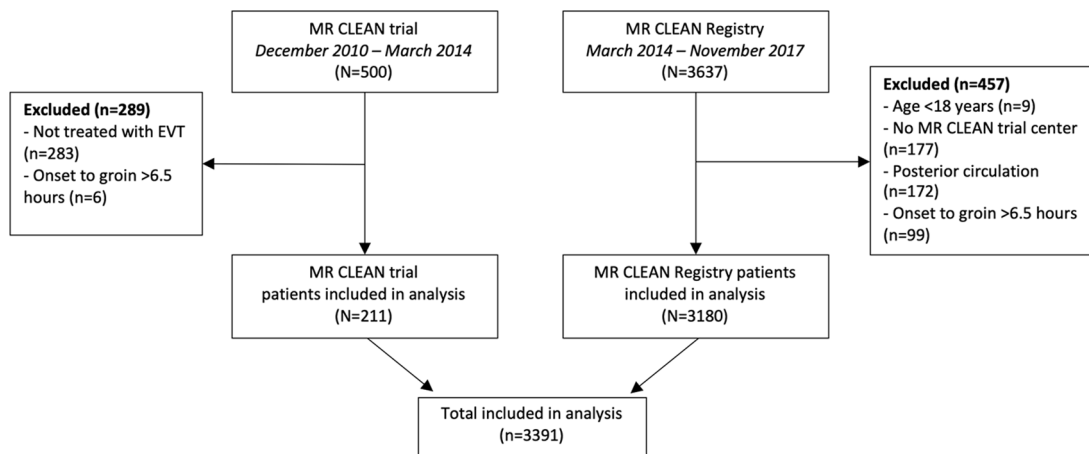 MR CLEAN trial
December 2010 – March 2014
(N=500)
MR CLEAN Registry
March 2014 – November 2017
(N=3637)
Excluded (n=289)
- Not treated with EVT
(n=283)
- Onset to groin >6.5
hours (n=6)
Excluded (n=457)
- Age <18 years (n=9)
- No MR CLEAN trial center
(n=177)
- Posterior circulation
(n=172)
- Onset to groin >6.5 hours
(n=99)
MR CLEAN trial
patients included in analysis
(N=211)
MR CLEAN Registry patients
included in analysis
(N=3180)
Total included in analysis
(n=3391)